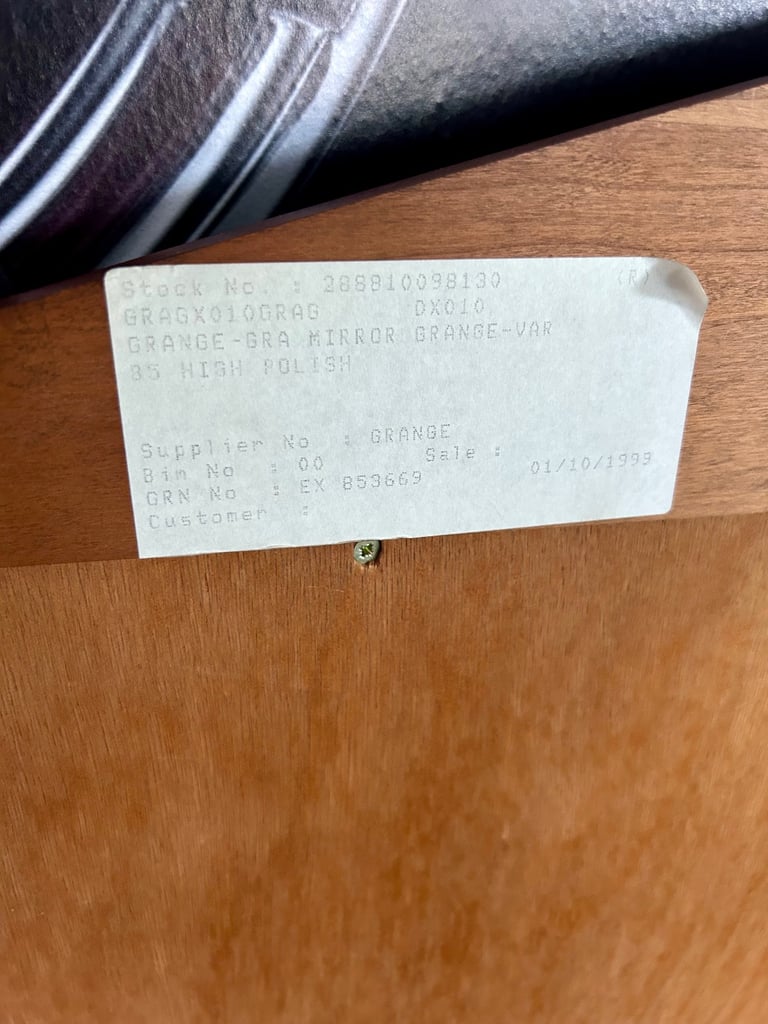 Stock No. : 288810098130 (R)
GRAGX010GRAG DX010
GRANGE-GRA MIRROR GRANGE-VAR
85 HIGH POLISH
Supplier No : GRANGE
Bin No : 00 Sale :
GRN No : EX 853669 01/10/1999
Customer :